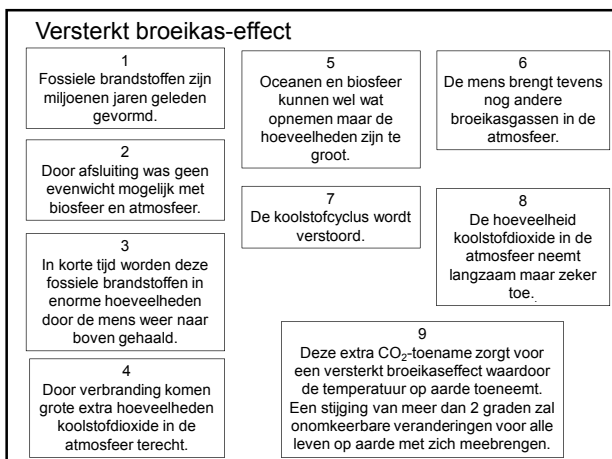 Versterkt broeikas-effect
1
Fossiele brandstoffen zijn
miljoenen jaren geleden
gevormd.
2
Door afsluiting was geen
evenwicht mogelijk met
biosfeer en atmosfeer.
3
In korte tijd worden deze
fossiele brandstoffen in
enorme hoeveelheden
door de mens weer naar
boven gehaald.
4
Door verbranding komen
grote extra hoeveelheden
koolstofdioxide in de
atmosfeer terecht.
5
Oceanen en biosfeer
kunnen wel wat
opnemen maar de
hoeveelheden zijn te
groot.
6
De mens brengt tevens
nog andere
broeikasgassen in de
atmosfeer.
7
De koolstofcyclus wordt
verstoord.
8
De hoeveelheid
koolstofdioxide in de
atmosfeer neemt
langzaam maar zeker
toe.
9
Deze extra CO₂-toename zorgt voor
een versterkt broeikaseffect waardoor
de temperatuur op aarde toeneemt.
Een stijging van meer dan 2 graden zal
onomkeerbare veranderingen voor alle
leven op aarde met zich meebrengen.